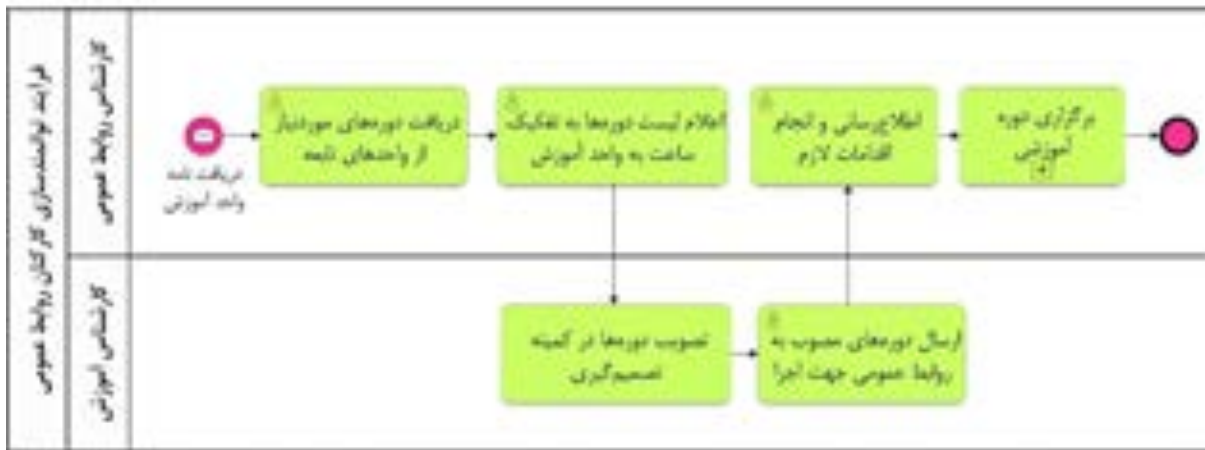 فرایند توانمندسازی کارکنان روابط عمومی
کارشناس روابط عمومی
دریافت نامه
واحد آموزش
دریافت دوره‌های موردنیاز
از واحدهای تابعه
اعلام لیست دوره‌ها به تفکیک
ساعت به واحد آموزش
اطلاع‌رسانی و انجام
اقدامات لازم
برگزاری دوره
آموزشی
کارشناس آموزش
تصویب دوره‌ها در کمیته
تصمیم‌گیری
ارسال دوره‌های مصوب به
روابط عمومی جهت اجرا